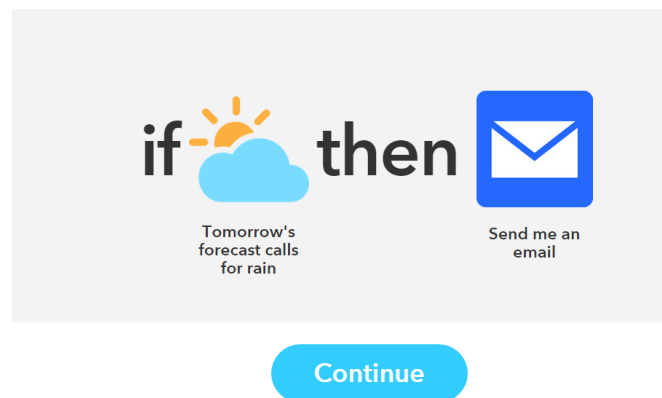 if then
Tomorrow's
forecast calls
for rain
Send me an
email
Continue